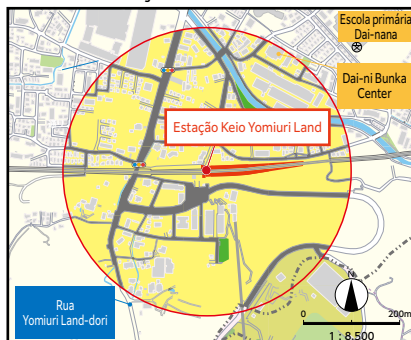 Escola primária
Dai-nana
Dai-ni Bunka
Center
Estação Keio Yomiuri Land
Rua
Yomiuri Land-dori
N
0
200m
1 : 8,500